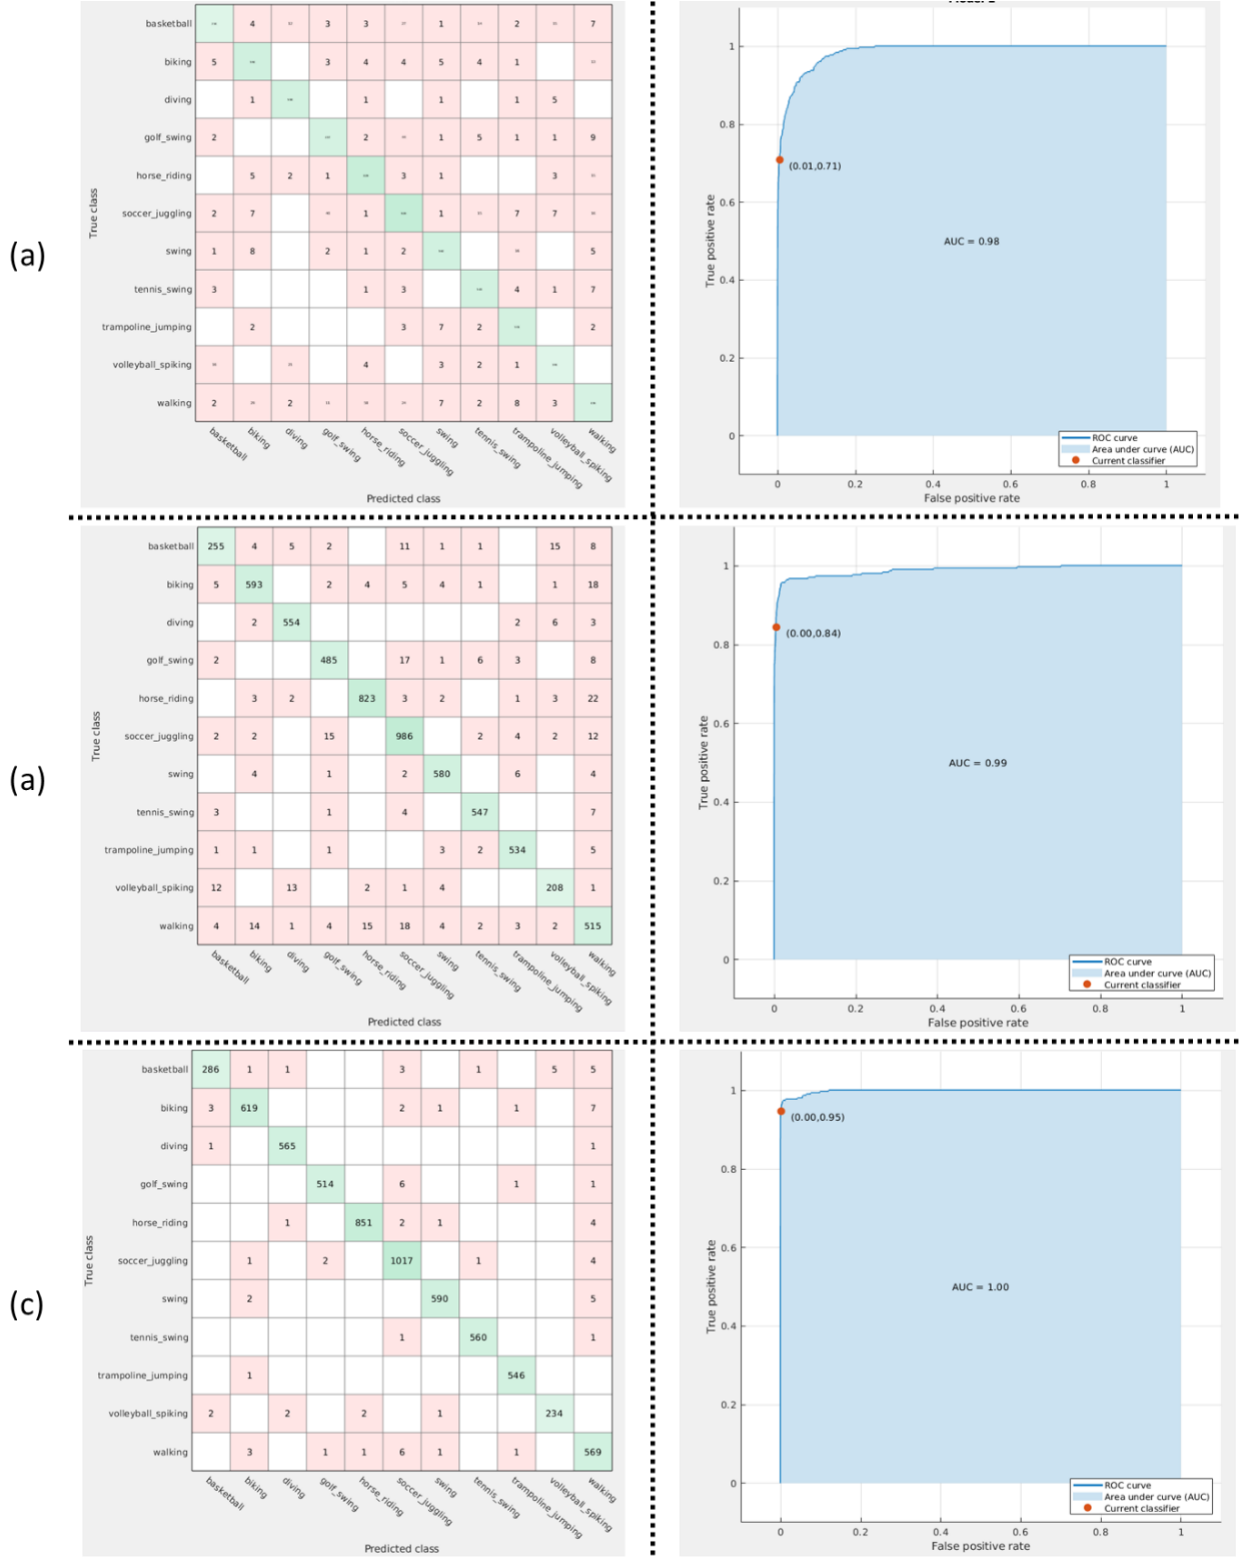 basketball 4 3 3 1 2 7
biking 5 3 4 4 5 4 1
diving 1 1 1 1 5
golf_swing 2 2 1 5 1 1 9
horse_riding 5 2 1 3 1 3
soccer_juggling 2 7 1 1 7 7
swing 1 8 2 1 2 5
tennis_swing 3 1 3 4 1 7
trampoline_jumping 2 3 7 2 2
volleyball_spiking 4 3 2 1
walking 2 2 7 2 8 3
True class
(a)
basketball biking diving golf_swing horse_riding soccer_juggling swing tennis_swing trampoline_jumping volleyball_spiking walking
Predicted class
1
0.8
0.6
0.4
0.2
0
True positive rate
(0.01,0.71)
AUC = 0.98
ROC curve
Area under curve (AUC)
Current classifier
0 0.2 0.4 0.6 0.8 1
False positive rate
basketball 255 4 5 2 11 1 1 15 8
biking 5 593 2 4 5 4 1 1 18
diving 2 554 2 6 3
golf_swing 2 485 17 1 6 3 8
horse_riding 3 2 823 3 2 1 3 22
soccer_juggling 2 2 15 986 2 4 2 12
swing 4 1 2 580 6 4
tennis_swing 3 1 4 547 7
trampoline_jumping 1 1 1 3 2 534 5
volleyball_spiking 12 13 2 1 4 208 1
walking 4 14 1 4 15 18 4 2 3 2 515
True class
(a)
basketball biking diving golf_swing horse_riding soccer_juggling swing tennis_swing trampoline_jumping volleyball_spiking walking
Predicted class
1
0.8
0.6
0.4
0.2
0
True positive rate
(0.00,0.84)
AUC = 0.99
ROC curve
Area under curve (AUC)
Current classifier
0 0.2 0.4 0.6 0.8 1
False positive rate
basketball 286 1 1 3 1 5 5
biking 3 619 2 1 1 7
diving 1 565 1
golf_swing 514 6 1 1
horse_riding 1 851 2 1 4
soccer_juggling 1 2 1017 1 4
swing 2 590 5
tennis_swing 1 560 1
trampoline_jumping 1 546
volleyball_spiking 2 2 2 1 234
walking 3 1 1 6 1 1 569
True class
(c)
basketball biking diving golf_swing horse_riding soccer_juggling swing tennis_swing trampoline_jumping volleyball_spiking walking
Predicted class
1
0.8
0.6
0.4
0.2
0
True positive rate
(0.00,0.95)
AUC = 1.00
ROC curve
Area under curve (AUC)
Current classifier
0 0.2 0.4 0.6 0.8 1
False positive rate